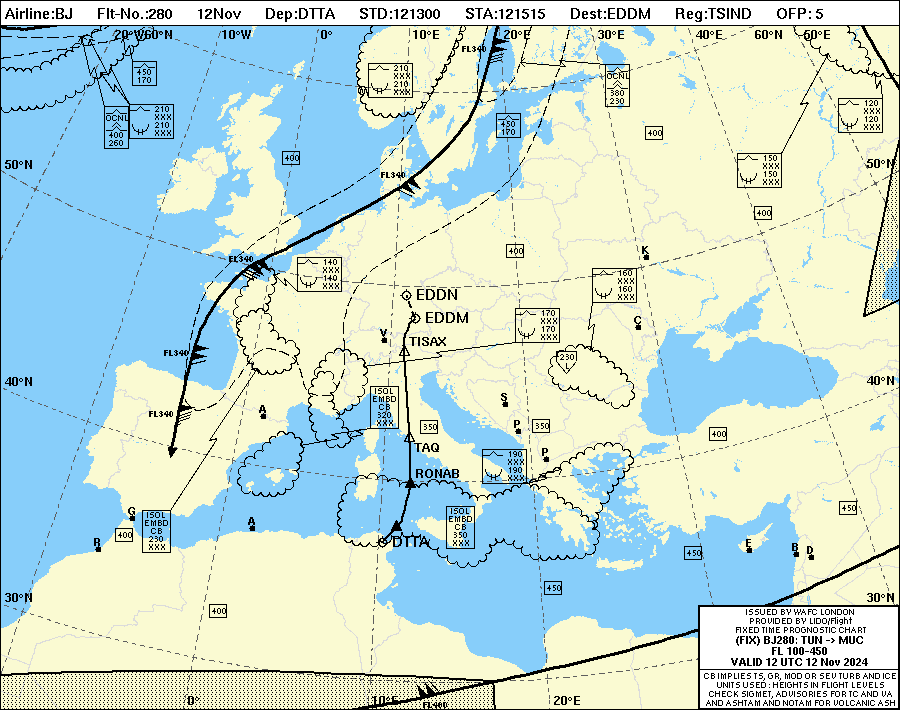 Airline:BJ Flt-No.:280 12Nov Dep:DTTA STD:121300 STA:121515 Dest:EDDM Reg:TSIND OFP: 5
20°W 60°N 10°W 0° 10°E 20°E 30°E 40°E 60°N 50°E
FL340
450
170
210
XXX
210
XXX
OCNL
380
230
OCNL
400
260
210
XXX
210
XXX
450
170
120
XXX
120
XXX
400
400
50°N
50°N
150
XXX
150
XXX
FL340
400
400
K
FL340
140
XXX
140
XXX
160
XXX
160
XXX
EDDN
EDDM
170
XXX
170
XXX
C
V
TISAX
FL340
230
40°N
40°N
ISOL
EMBD
CB
320
XXX
S
FL340
A
350
P
350
400
TAQ
P
190
XXX
190
XXX
RONAB
G
ISOL
EMBD
CB
230
XXX
A
ISOL
EMBD
CB
350
XXX
450
R
400
DTTA
450
E
B
D
450
30°N
30°N
400
ISSUED BY WAFC LONDON
PROVIDED BY LIDO/Flight
FIXED TIME PROGNOSTIC CHART
(FIX) BJ280: TUN -> MUC
FL 100-450
VALID 12 UTC 12 Nov 2024
CB IMPLIES TS, GR, MOD OR SEV TURB AND ICE
UNITS USED : HEIGHTS IN FLIGHT LEVELS
CHECK SIGMET, ADVISORIES FOR TC AND VA
AND ASHTAM AND NOTAM FOR VOLCANIC ASH
0° 10°E FL400 20°E